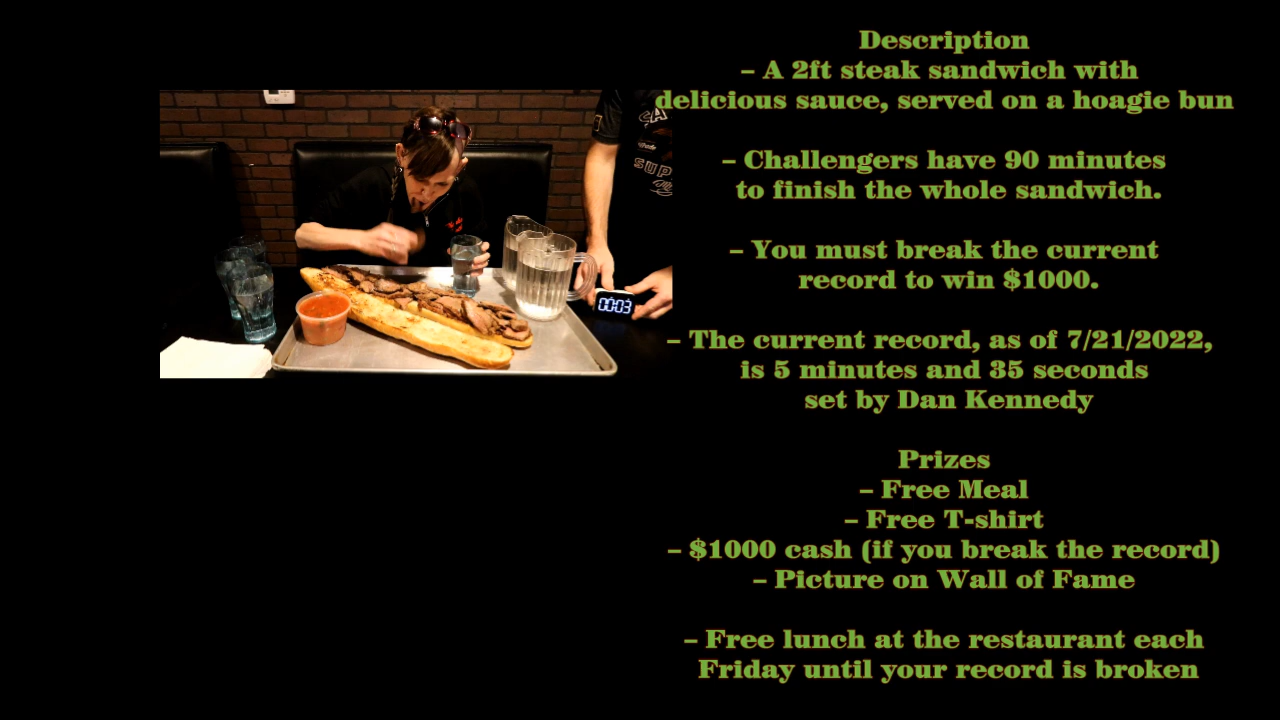 Description
– A 2ft steak sandwich with
delicious sauce, served on a hoagie bun
– Challengers have 90 minutes
to finish the whole sandwich.
– You must break the current
record to win $1000.
– The current record, as of 7/21/2022,
is 5 minutes and 35 seconds
set by Dan Kennedy
Prizes
– Free Meal
– Free T-shirt
– $1000 cash (if you break the record)
– Picture on Wall of Fame
– Free lunch at the restaurant each
Friday until your record is broken
CA
SUP
00:03